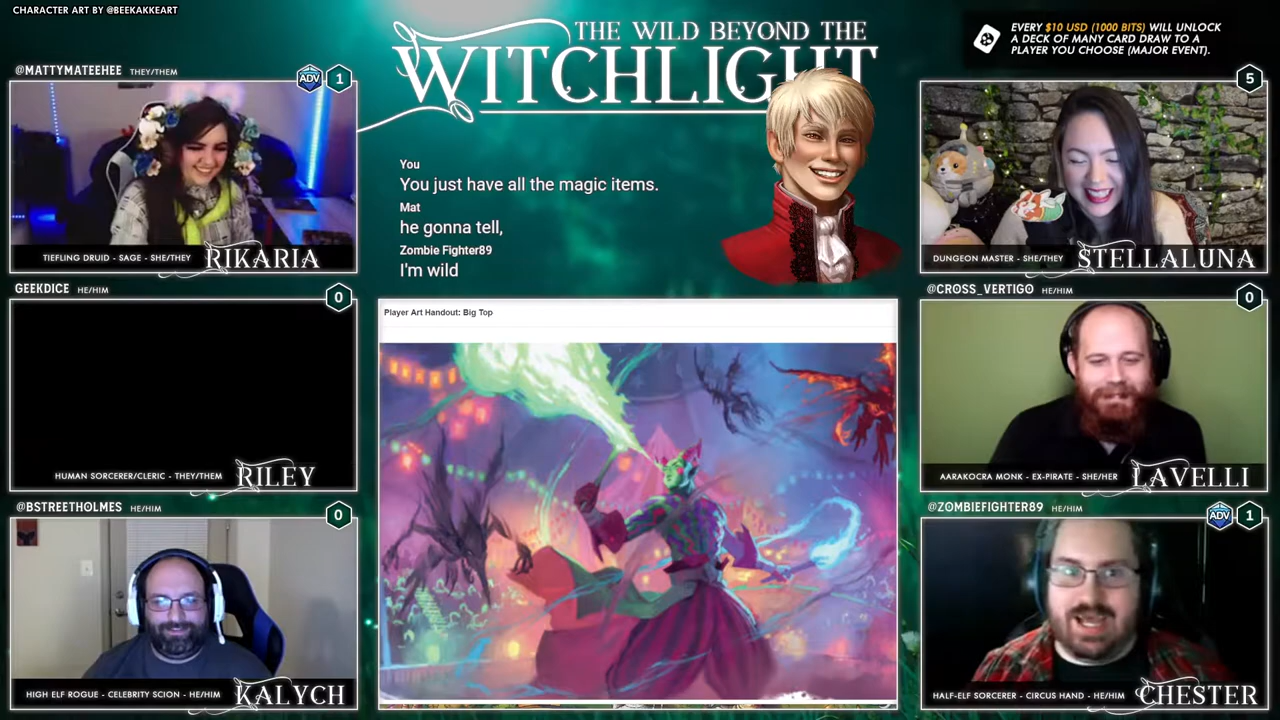 CHARACTER ART BY @BEEKAKKEART
THE WILD BEYOND THE
WITCHLIGHT
EVERY $10 USD (1000 BITS) WILL UNLOCK
A DECK OF MANY CARD DRAW TO A
PLAYER YOU CHOOSE (MAJOR EVENT).
@MATTYMATEEHEE THEY/THEM
ADV 1
TIEFLING DRUID - SAGE - SHE/THEY RIKARIA
You
You just have all the magic items.
Mat
he gonna tell,
Zombie Fighter89
I'm wild
5
DUNGEON MASTER - SHE/THEY STELLALUNA
GEEKDICE HE/HIM 0
HUMAN SORCERER/CLERIC - THEY/THEM RILEY
Player Art Handout: Big Top
@CROSS_VERTIGO HE/HIM 0
AARAKOCRA MONK - EX-PIRATE - SHE/HER LAVELLI
@BSTREETHOLMES HE/HIM 0
HIGH ELF ROGUE - CELEBRITY SCION - HE/HIM KALYCH
@ZOMBIEFIGHTER89 HE/HIM ADV 1
HALF-ELF SORCERER - CIRCUS HAND - HE/HIM CHESTER